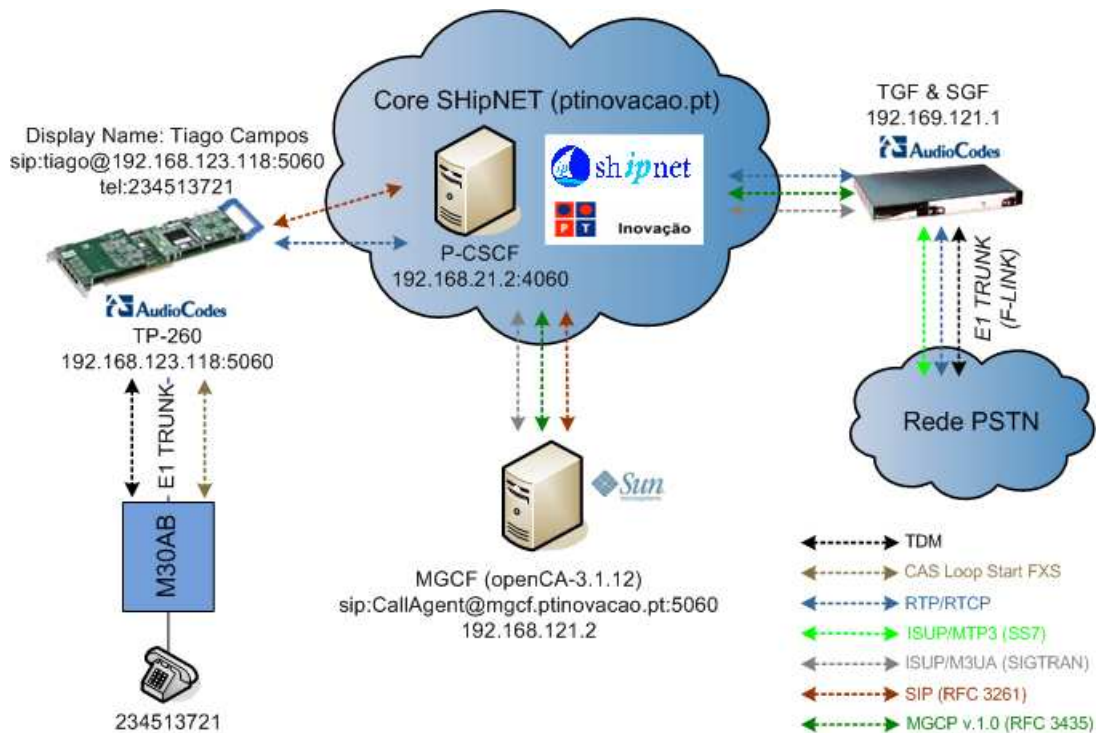 Core SHipNET (ptinovacao.pt)
TGF & SGF
192.169.121.1
AudioCodes
Display Name: Tiago Campos
sip:tiago@192.168.123.118:5060
tel:234513721
shipnet
P T Inovação
P-CSCF
192.168.21.2:4060
AudioCodes
TP-260
192.168.123.118:5060
E1 TRUNK
(F-LINK)
Rede PSTN
E1 TRUNK
Sun
M30AB
MGCF (openCA-3.1.12)
sip:CallAgent@mgcf.ptinovacao.pt:5060
192.168.121.2
234513721
TDM
CAS Loop Start FXS
RTP/RTCP
ISUP/MTP3 (SS7)
ISUP/M3UA (SIGTRAN)
SIP (RFC 3261)
MGCP v.1.0 (RFC 3435)